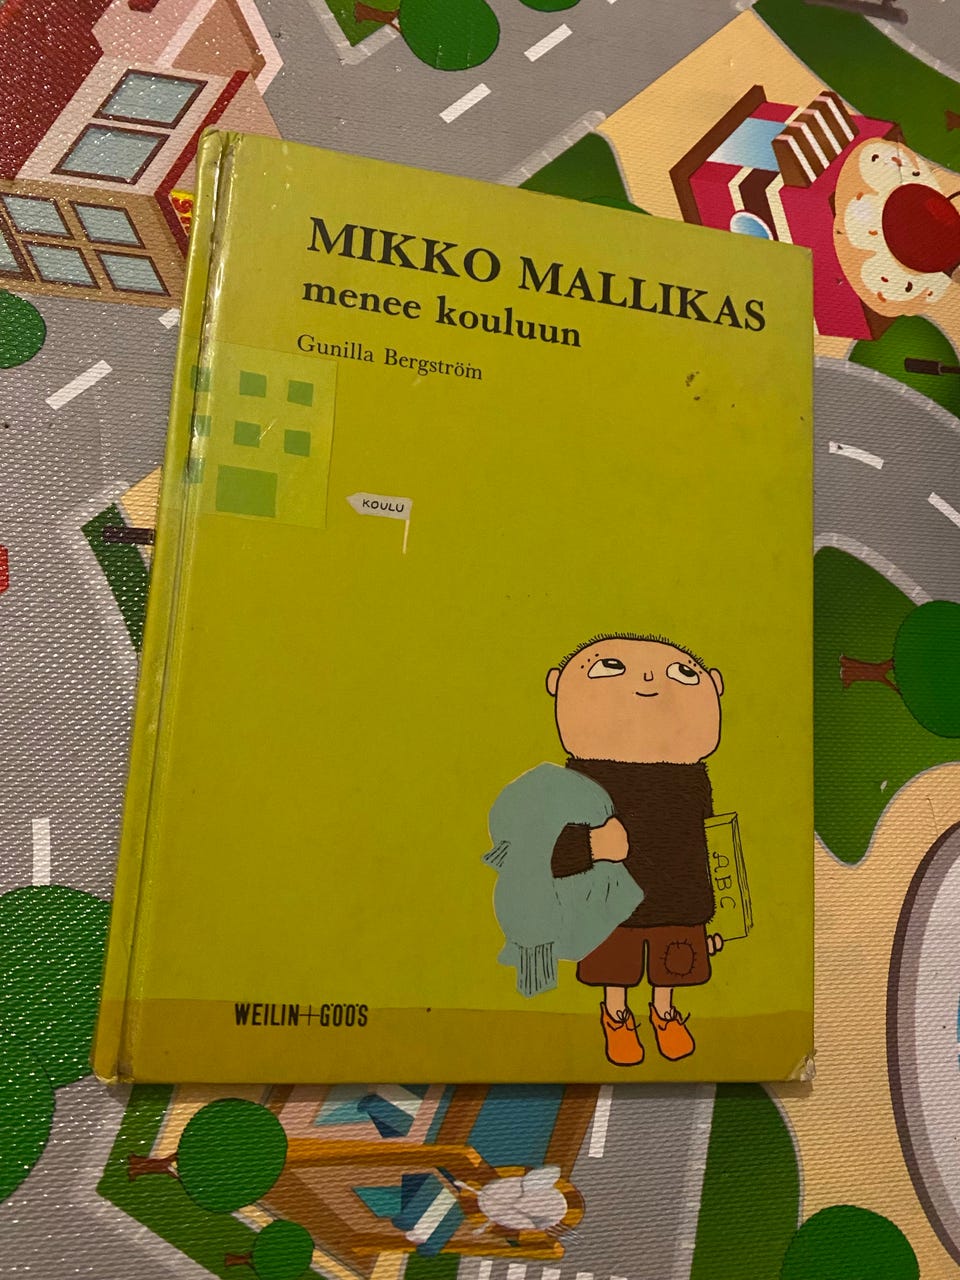 MIKKO MALLIKAS
menee kouluun
Gunilla Bergström
KOULU
ABC
WEILIN+GÖÖS